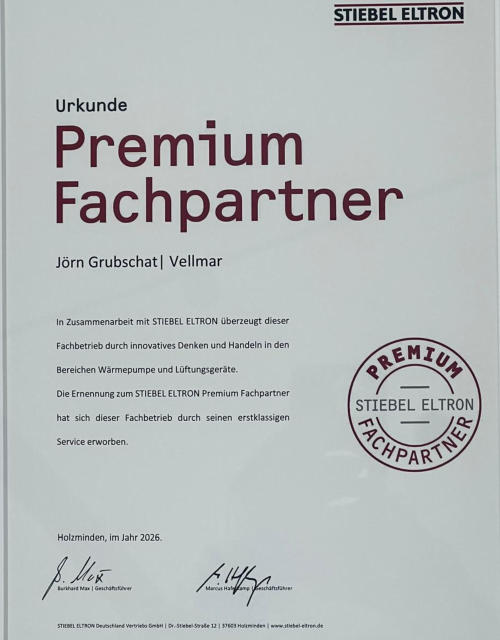 STIEBEL ELTRON
Urkunde
Premium
Fachpartner
Jörn Grubschat| Vellmar
In Zusammenarbeit mit STIEBEL ELTRON überzeugt dieser
Fachbetrieb durch innovatives Denken und Handeln in den
Bereichen Wärmepumpe und Lüftungsgeräte.
Die Ernennung zum STIEBEL ELTRON Premium Fachpartner
hat sich dieser Fachbetrieb durch seinen erstklassigen
Service erworben.
PREMIUM
STIEBEL ELTRON
FACHPARTNER
Holzminden, im Jahr 2026.
B. Max
Burkhard Max | Geschäftsführer
Marcus | Geschäftsführer
STIEBEL ELTRON Deutschland Vertriebs GmbH | Dr.-Stiebel-Straße 12 | 37603 Holzminden | www.stiebel-eltron.de